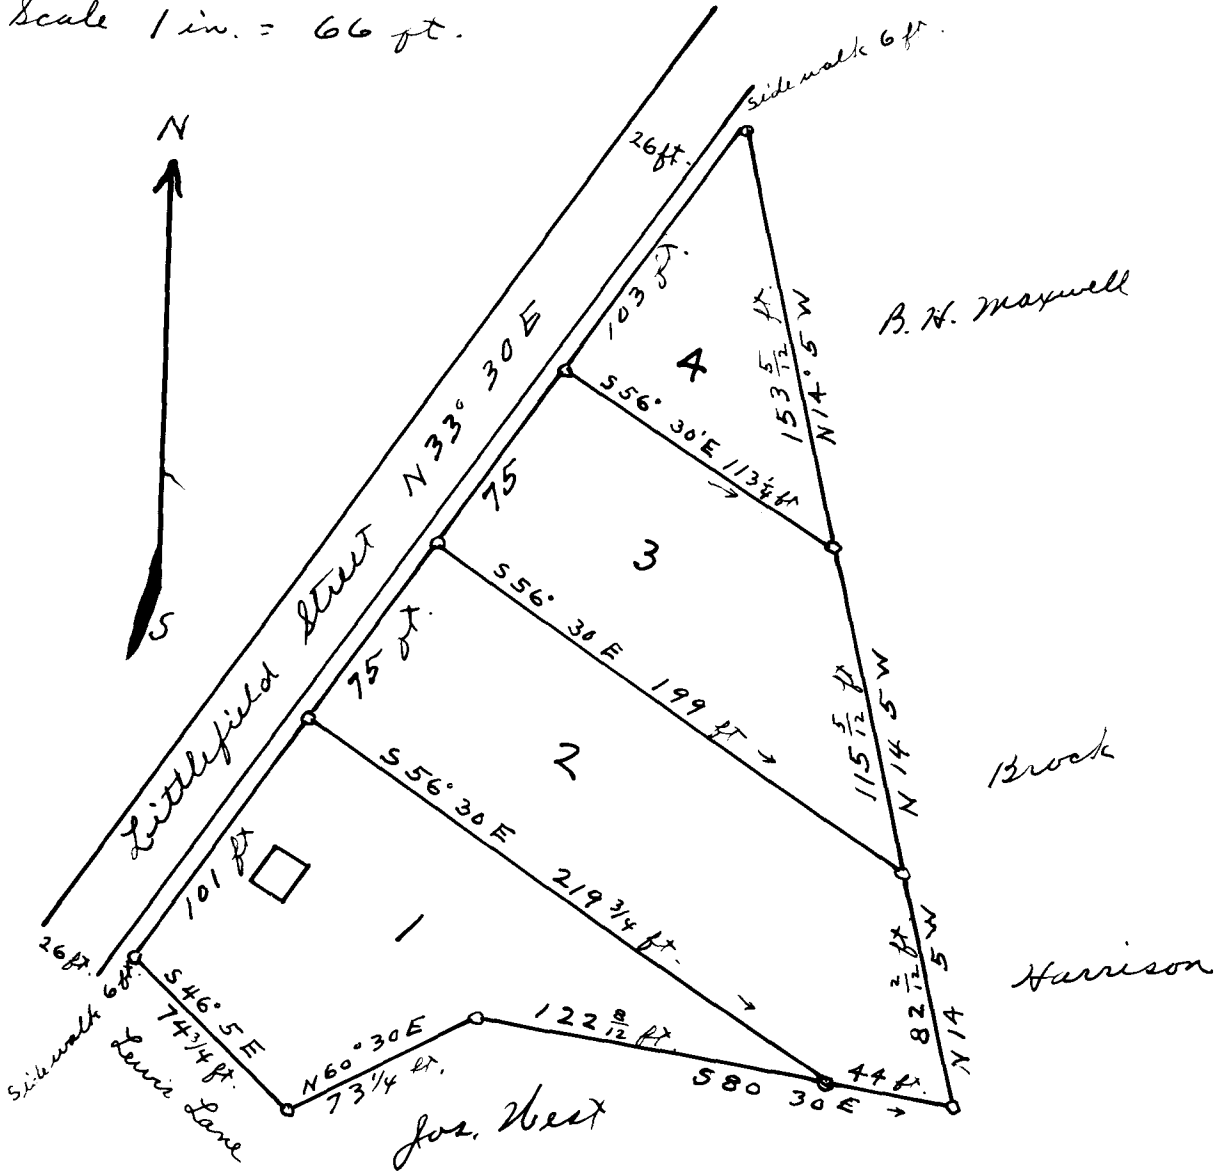 Scale 1 in. = 66 ft.
Sidewalk 6 ft.
N
S
26 ft.
Littlefield Street N 33° 30 E
103 ft.
4
153 5/12 ft.
N 14° 5 W
B. H. Maxwell
S 56° 30' E 113 1/4 ft
→
75
3
S 56° 30 E 199 ft →
115 5/12 ft
N 14 5 W
Brock
75 ft.
2
S 56° 30 E 219 3/4 ft. →
101 ft
1
82 2/12 ft
N 14 5 W
Harrison
26 ft.
Sidewalk 6 ft.
S 46° 5 E
74 3/4 ft.
Lewis Lane
N 60° 30 E
73 1/4 ft.
122 8/12 ft.
S 80 30 E →
44 ft.
Jos. West